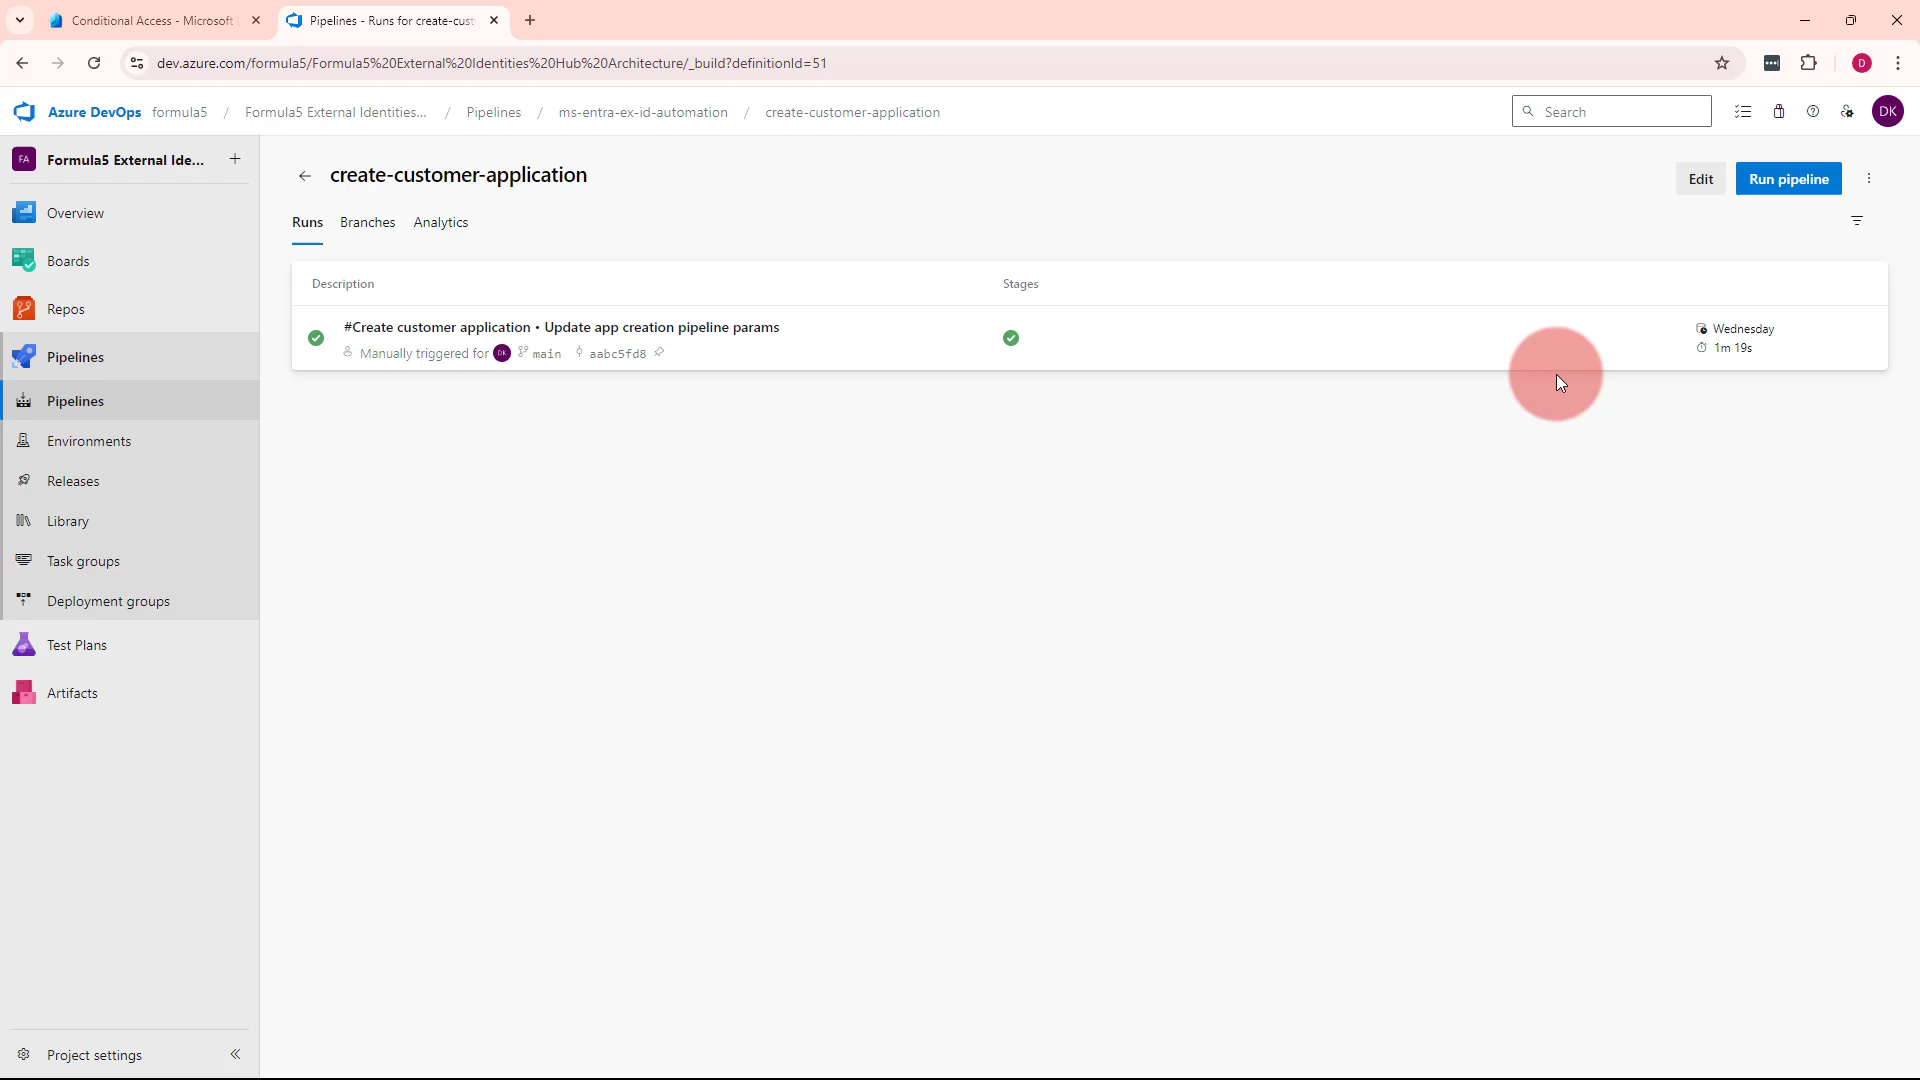 Conditional Access - Microsoft
Pipelines - Runs for create-cust
dev.azure.com/formula5/Formula5%20External%20Identities%20Hub%20Architecture/_build?definitionId=51
D
Azure DevOps formula5 / Formula5 External Identities... / Pipelines / ms-entra-ex-id-automation / create-customer-application
Search
DK
FA Formula5 External Ide...
Overview
Boards
Repos
Pipelines
Pipelines
Environments
Releases
Library
Task groups
Deployment groups
Test Plans
Artifacts
Project settings
create-customer-application
Edit
Run pipeline
Runs Branches Analytics
Description Stages
#Create customer application • Update app creation pipeline params
Manually triggered for DK main aabc5fd8
Wednesday
1m 19s